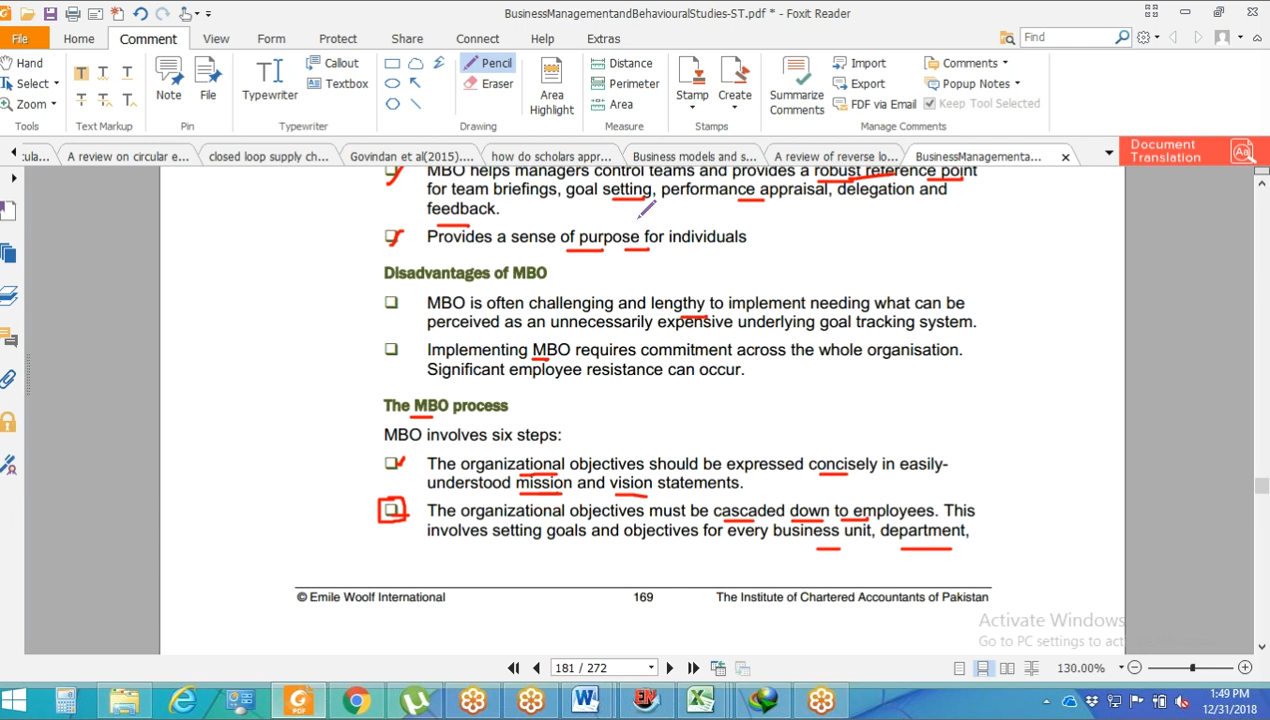 BusinessManagementandBehaviouralStudies-ST.pdf * - Foxit Reader
File Home Comment View Form Protect Share Connect Help Extras Find
Hand Callout Pencil Distance Import Comments
Select Textbox Eraser Perimeter Export Popup Notes
Zoom Note File Typewriter Area Highlight Area Stamp Create Summarize Comments FDF via Email Keep Tool Selected
Tools Text Markup Pin Typewriter Drawing Measure Stamps Manage Comments
cula... A review on circular e... closed loop supply ch... Govindan et al(2015).... how do scholars appr... Business models and s... A review of reverse lo... BusinessManagementa... Document Translation
MBO helps managers control teams and provides a robust reference point
for team briefings, goal setting, performance appraisal, delegation and
feedback.
Provides a sense of purpose for individuals
Disadvantages of MBO
MBO is often challenging and lengthy to implement needing what can be
perceived as an unnecessarily expensive underlying goal tracking system.
Implementing MBO requires commitment across the whole organisation.
Significant employee resistance can occur.
The MBO process
MBO involves six steps:
The organizational objectives should be expressed concisely in easily-
understood mission and vision statements.
The organizational objectives must be cascaded down to employees. This
involves setting goals and objectives for every business unit, department,
© Emile Woolf International 169 The Institute of Chartered Accountants of Pakistan
Activate Windows
Go to PC settings to act
181 / 272 130.00%
1:49 PM
12/31/2018